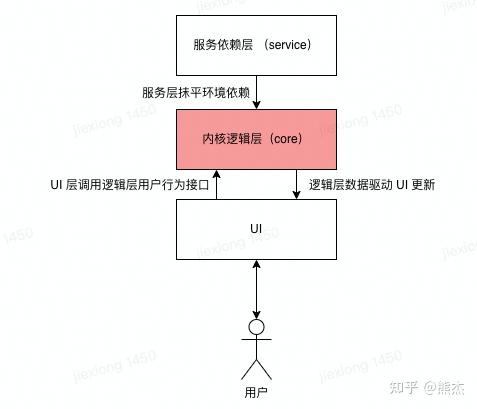 服务依赖层 （service）
服务层抹平环境依赖
内核逻辑层（core）
UI 层调用逻辑层用户行为接口
逻辑层数据驱动 UI 更新
UI
用户
知乎 @熊杰
jiexiong 1450
jiexiong 1450
jiexiong 1450
jiexiong 1450
jiexiong 1450